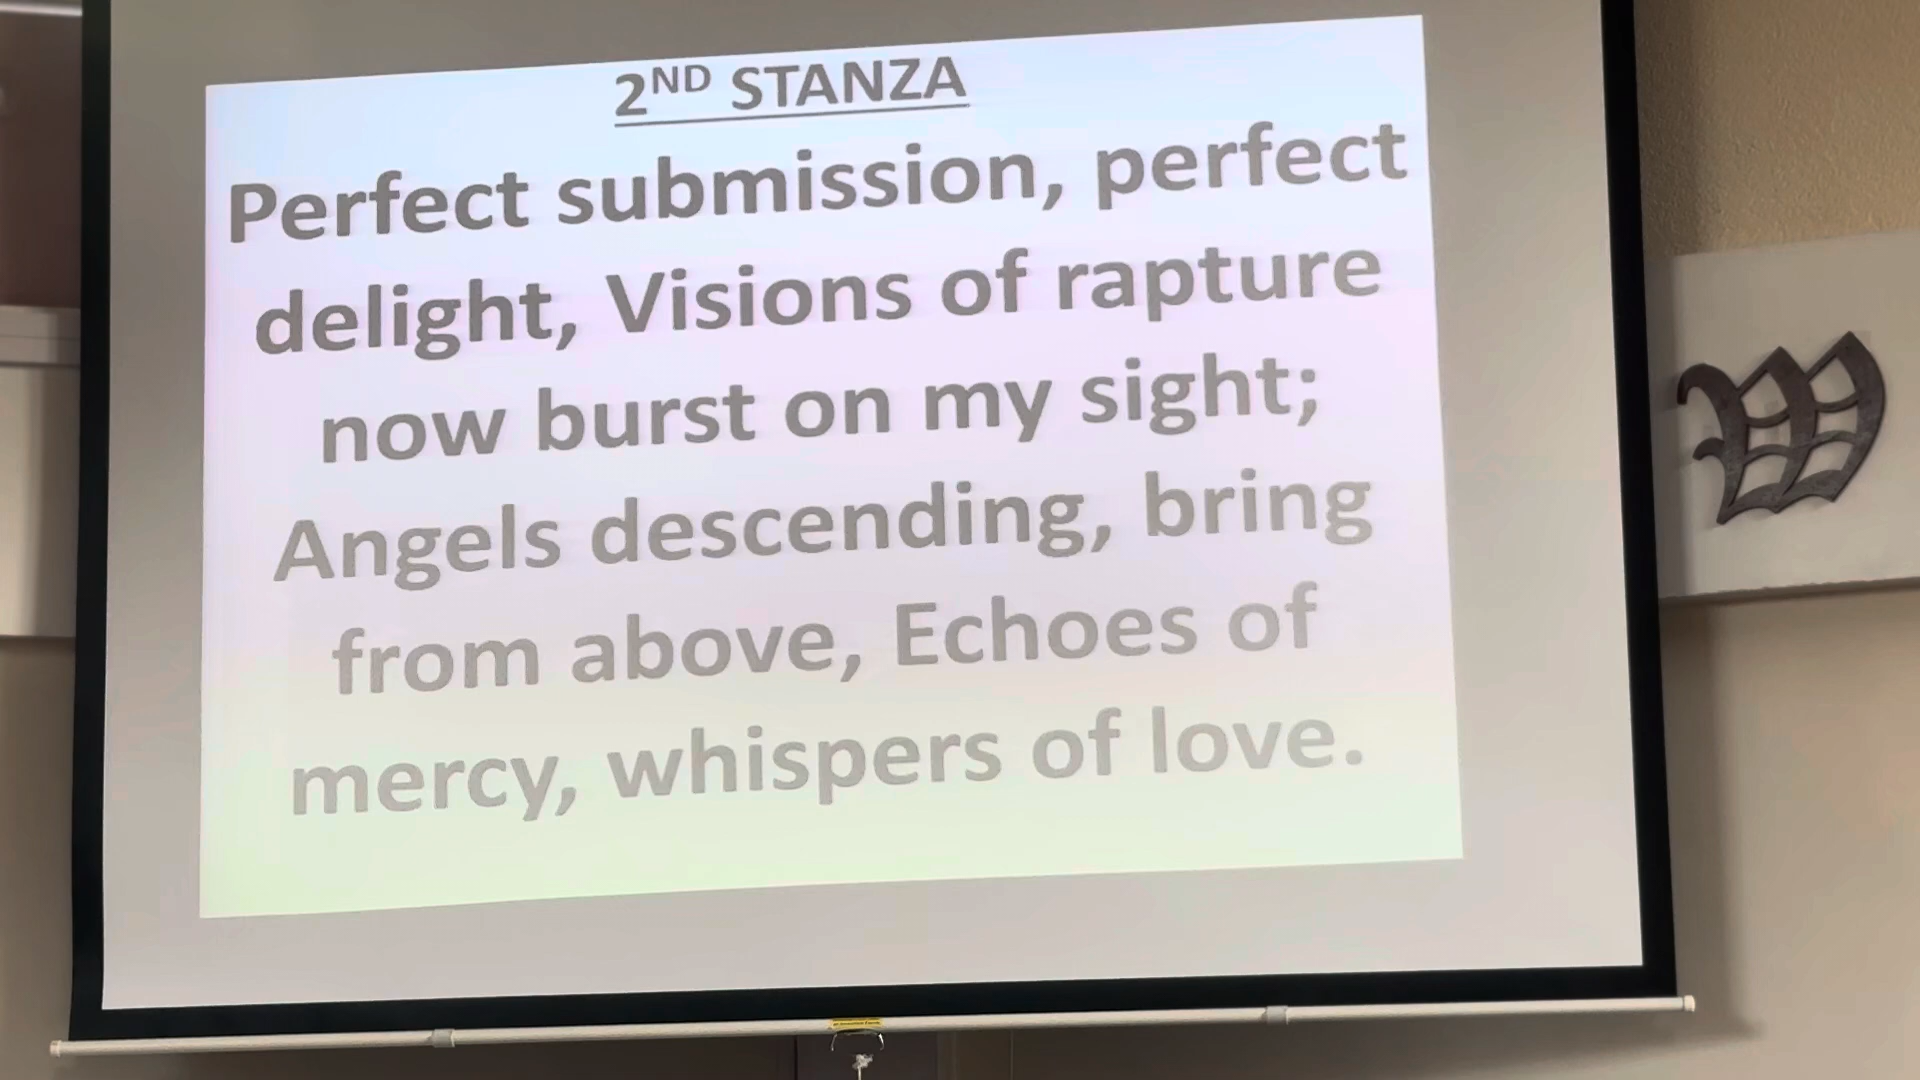 2ND STANZA
Perfect submission, perfect
delight, Visions of rapture
now burst on my sight;
Angels descending, bring
from above, Echoes of
mercy, whispers of love.
W